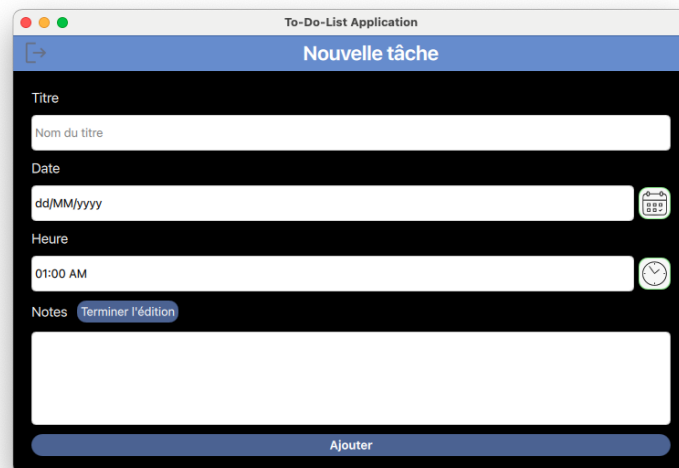 To-Do-List Application
Nouvelle tâche
Titre
Nom du titre
Date
dd/MM/yyyy
Heure
01:00 AM
Notes Terminer l'édition
Ajouter